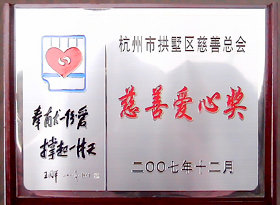 杭州市拱墅区慈善总会
慈善爱心奖
二〇〇七年十二月
奉献一份爱
撑起一片天